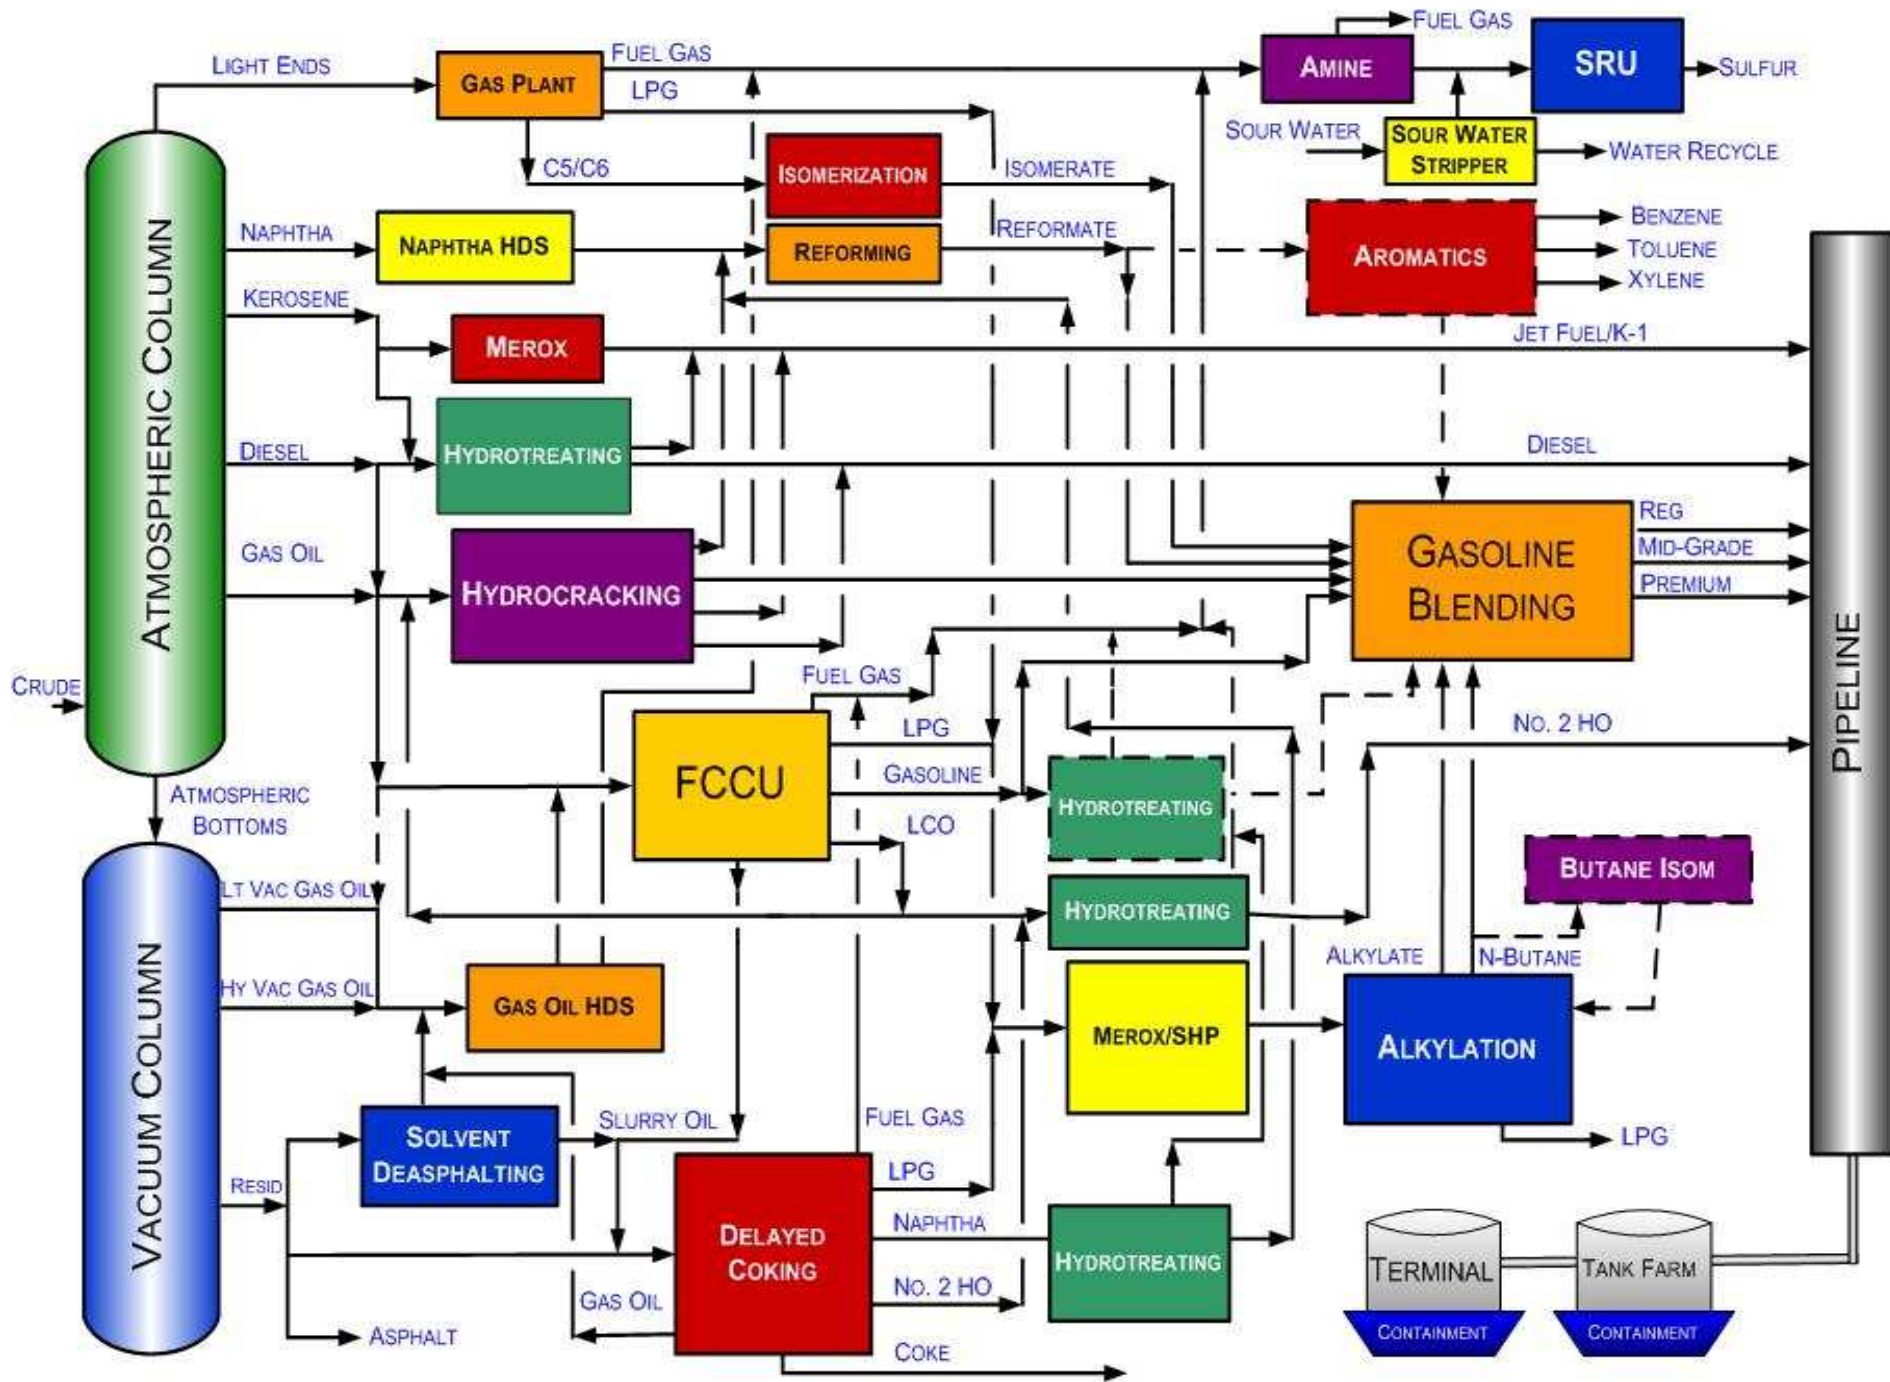 FUEL GAS
FUEL GAS
LIGHT ENDS
GAS PLANT
AMINE
SRU
SULFUR
LPG
SOUR WATER
SOUR WATER
STRIPPER
WATER RECYCLE
C5/C6
ISOMERIZATION
ISOMERATE
NAPHTHA
NAPHTHA HDS
REFORMING
REFORMATE
AROMATICS
BENZENE
TOLUENE
XYLENE
KEROSENE
MEROX
JET FUEL/K-1
ATMOSPHERIC COLUMN
DIESEL
HYDROTREATING
DIESEL
GAS OIL
HYDROCRACKING
GASOLINE
BLENDING
REG
MID-GRADE
PREMIUM
PIPELINE
CRUDE
FUEL GAS
FCCU
LPG
GASOLINE
LCO
HYDROTREATING
NO. 2 HO
ATMOSPHERIC
BOTTOMS
BUTANE ISOM
LT VAC GAS OIL
HYDROTREATING
ALKYLATE
N-BUTANE
VACUUM COLUMN
HY VAC GAS OIL
GAS OIL HDS
MEROX/SHP
ALKYLATION
LPG
SOLVENT
DEASPHALTING
SLURRY OIL
FUEL GAS
LPG
RESID
NAPHTHA
DELAYED
COKING
HYDROTREATING
NO. 2 HO
GAS OIL
ASPHALT
COKE
TERMINAL
TANK FARM
CONTAINMENT
CONTAINMENT